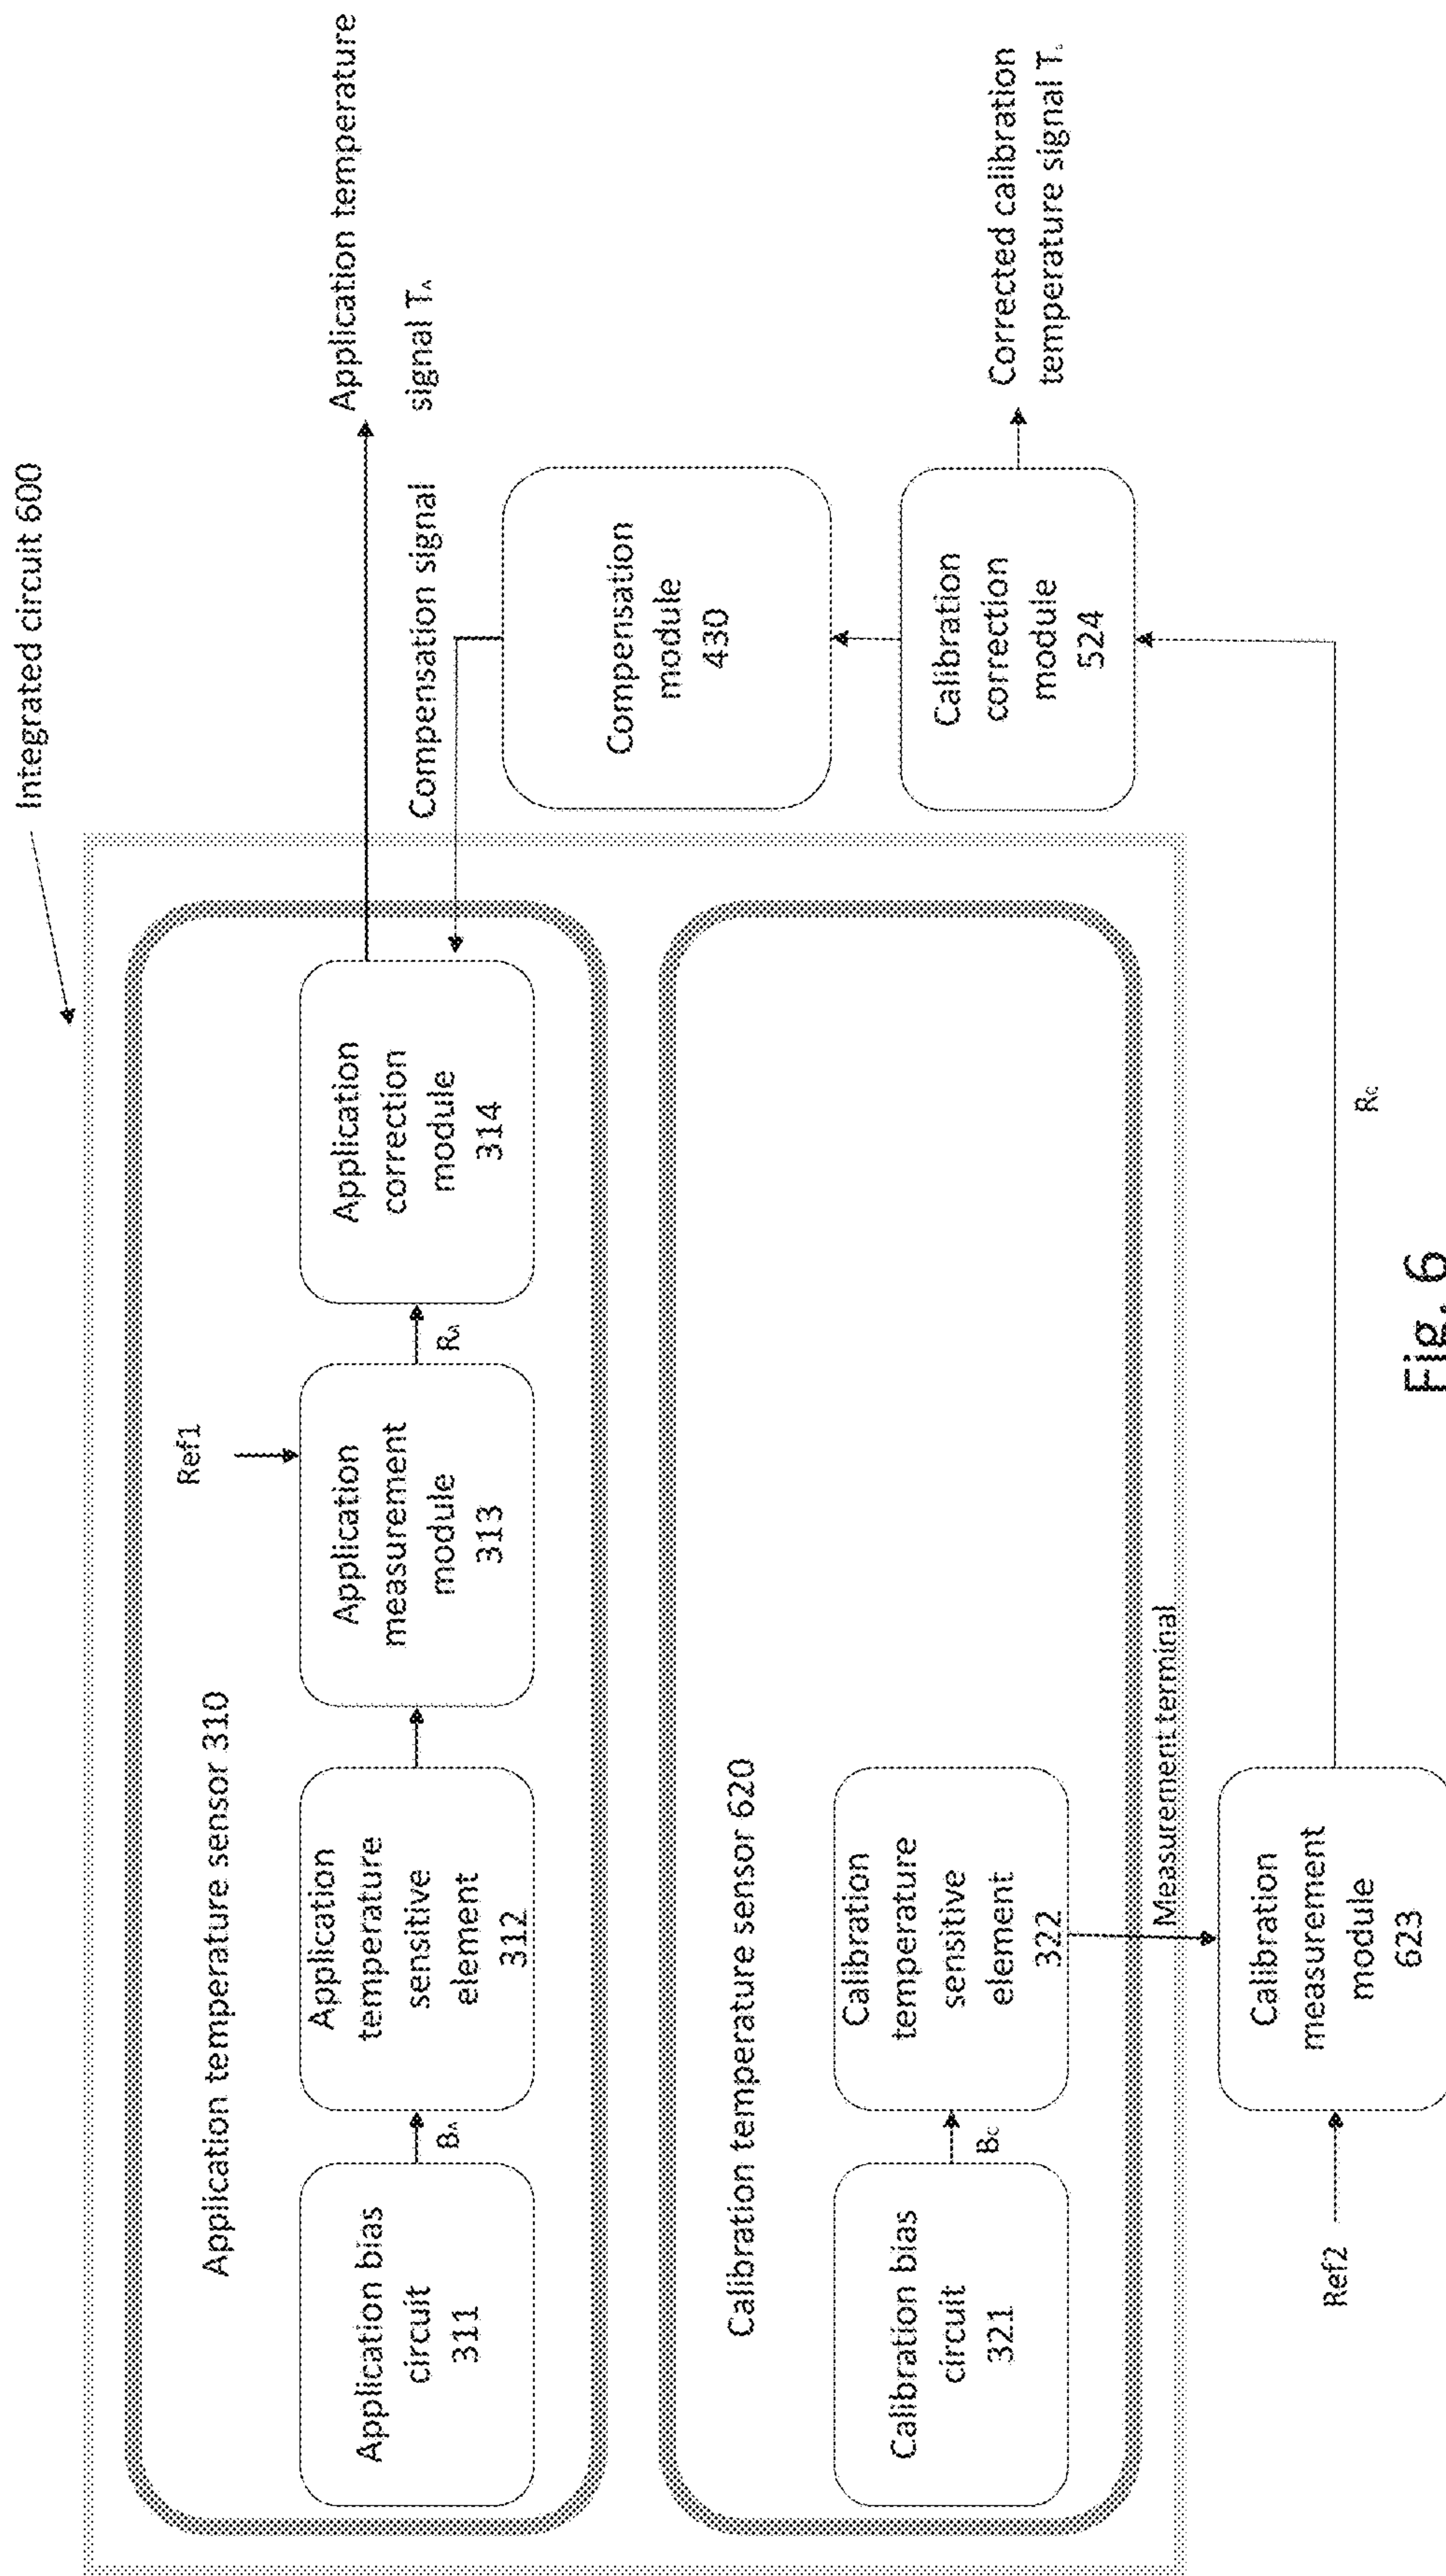 Integrated circuit 600
Application temperature sensor 310
Ref1
Application bias
circuit
311
BA
Application
temperature
sensitive
element
312
Application
measurement
module
313
RA
Application
correction
module
314
Application temperature
signal TA
Compensation signal
Compensation
module
430
Calibration temperature sensor 620
Calibration bias
circuit
321
BC
Calibration
temperature
sensitive
element
322
Calibration
correction
module
524
Corrected calibration
temperature signal Tc
Measurement terminal
Ref2
Calibration
measurement
module
623
RC
Fig. 6